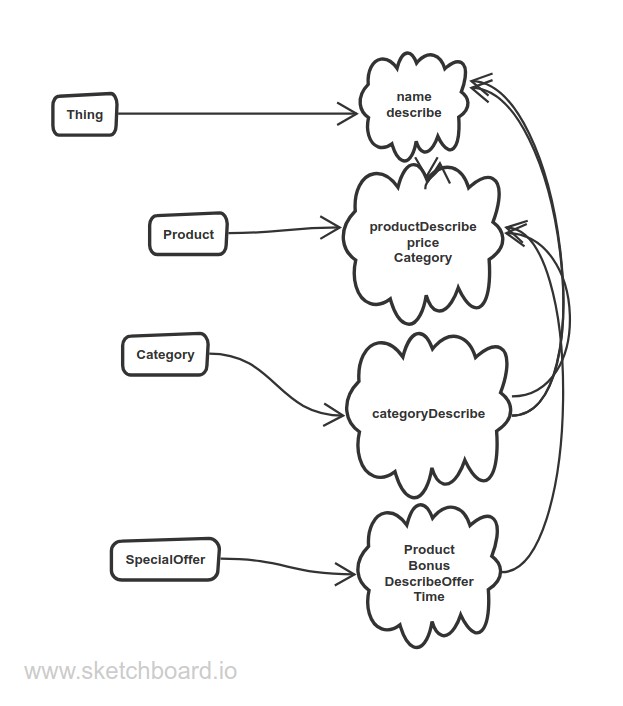 Thing
name
describe
Product
productDescribe
price
Category
Category
categoryDescribe
SpecialOffer
Product
Bonus
DescribeOffer
Time
www.sketchboard.io